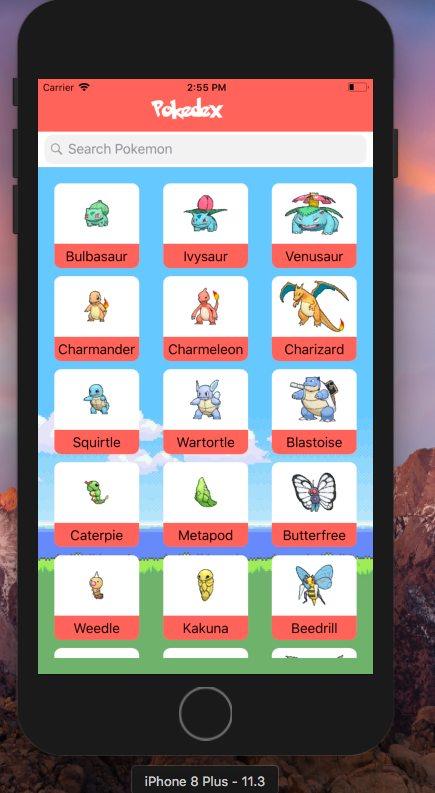 Carrier 2:55 PM
Pokedex
Search Pokemon
Bulbasaur Ivysaur Venusaur
Charmander Charmeleon Charizard
Squirtle Wartortle Blastoise
Caterpie Metapod Butterfree
Weedle Kakuna Beedrill
iPhone 8 Plus - 11.3